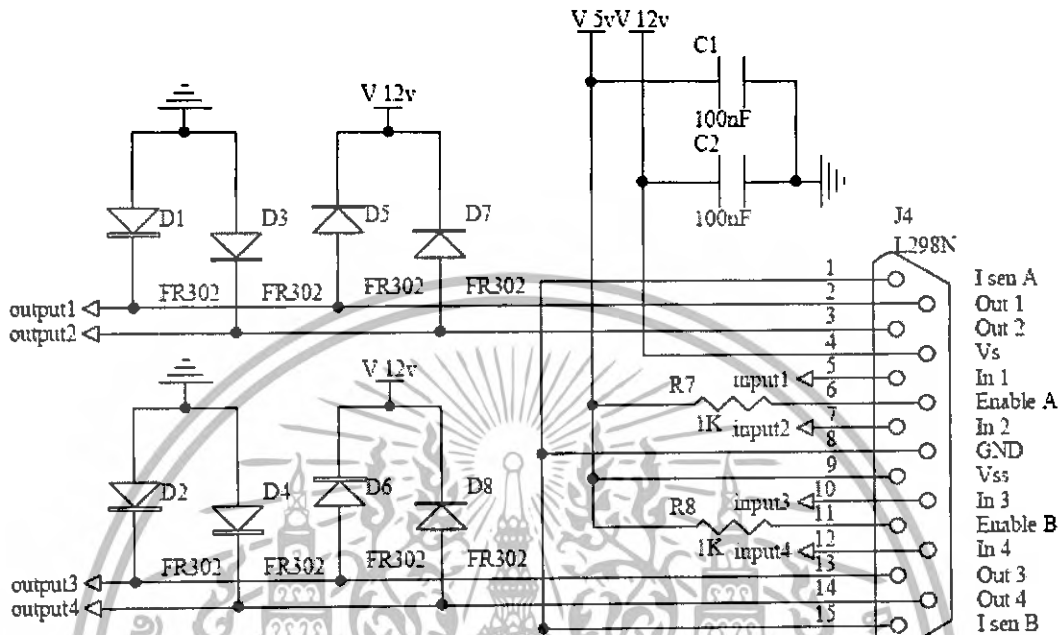 V 5v V 12v
C1
100nF
C2
100nF
V 12v
D1
D3
D5
D7
FR302 FR302 FR302 FR302
output1
output2
V 12v
D2
D4
D6
D8
FR302 FR302 FR302 FR302
output3
output4
R7
1K
R8
1K
input1
input2
input3
input4
J4
L298N
1 I sen A
2 Out 1
3 Out 2
4 Vs
5 In 1
6 Enable A
7 In 2
8 GND
9 Vss
10 In 3
11 Enable B
12 In 4
13 Out 3
14 Out 4
15 I sen B